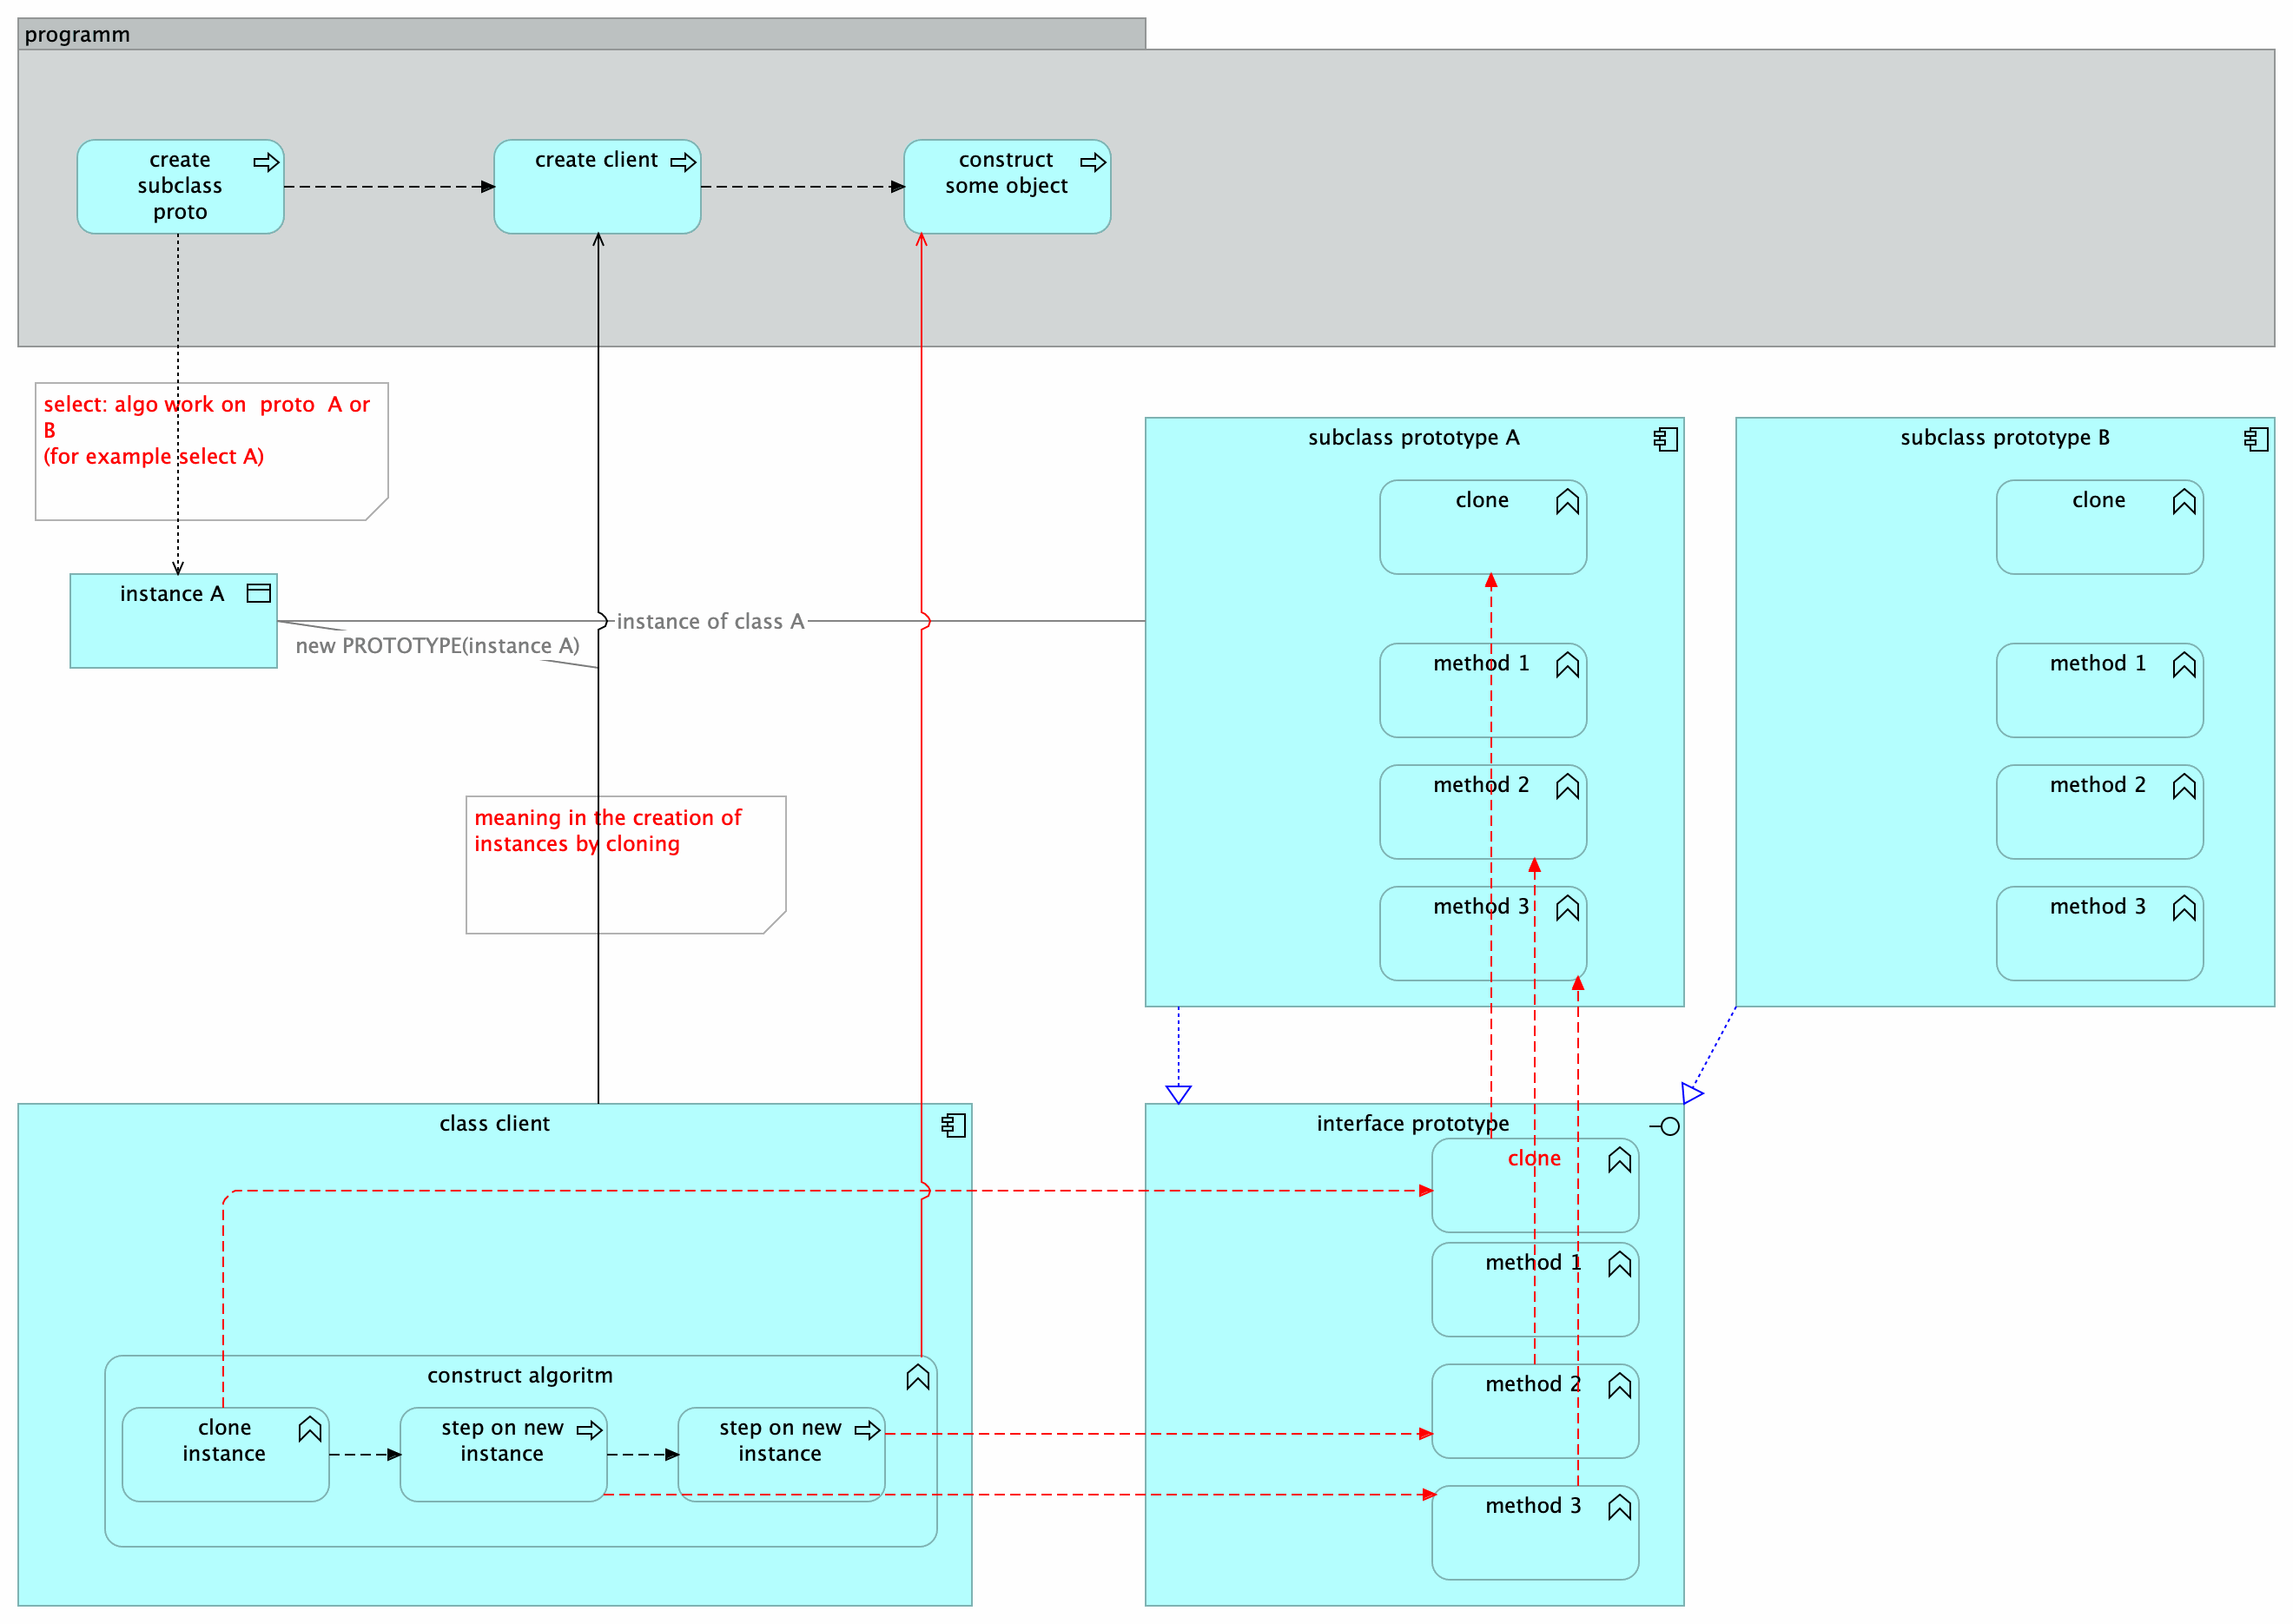 programm
create
subclass
proto
create client
construct
some object
select: algo work on  proto  A or
B
(for example select A)
subclass prototype A
subclass prototype B
clone
clone
instance A
instance of class A
new PROTOTYPE(instance A)
method 1
method 1
method 2
method 2
meaning in the creation of
instances by cloning
method 3
method 3
class client
interface prototype
clone
method 1
construct algoritm
method 2
clone
instance
step on new
instance
step on new
instance
method 3